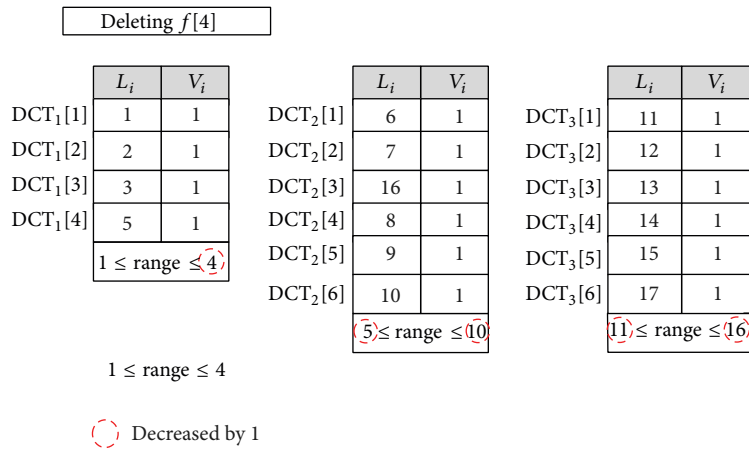 Deleting f[4]
L_i V_i
DCT_1[1] 1 1
DCT_1[2] 2 1
DCT_1[3] 3 1
DCT_1[4] 5 1
1 ≤ range ≤ 4
L_i V_i
DCT_2[1] 6 1
DCT_2[2] 7 1
DCT_2[3] 16 1
DCT_2[4] 8 1
DCT_2[5] 9 1
DCT_2[6] 10 1
5 ≤ range ≤ 10
L_i V_i
DCT_3[1] 11 1
DCT_3[2] 12 1
DCT_3[3] 13 1
DCT_3[4] 14 1
DCT_3[5] 15 1
DCT_3[6] 17 1
11 ≤ range ≤ 16
1 ≤ range ≤ 4
Decreased by 1